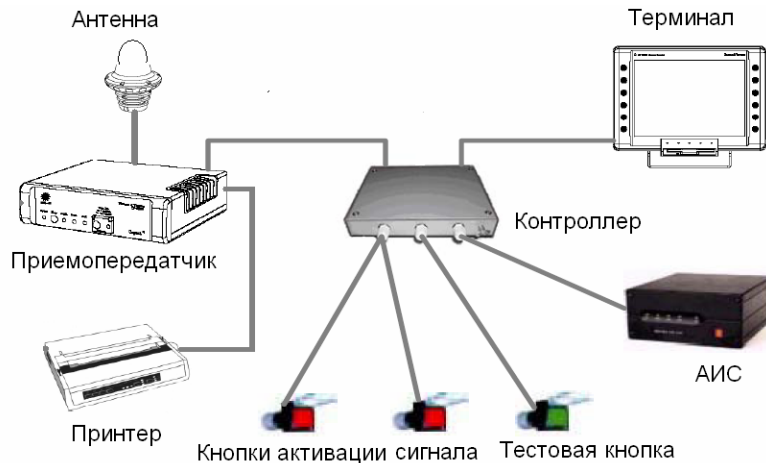 Антенна
Терминал
Контроллер
Приемопередатчик
АИС
Принтер
Кнопки активации сигнала
Тестовая кнопка